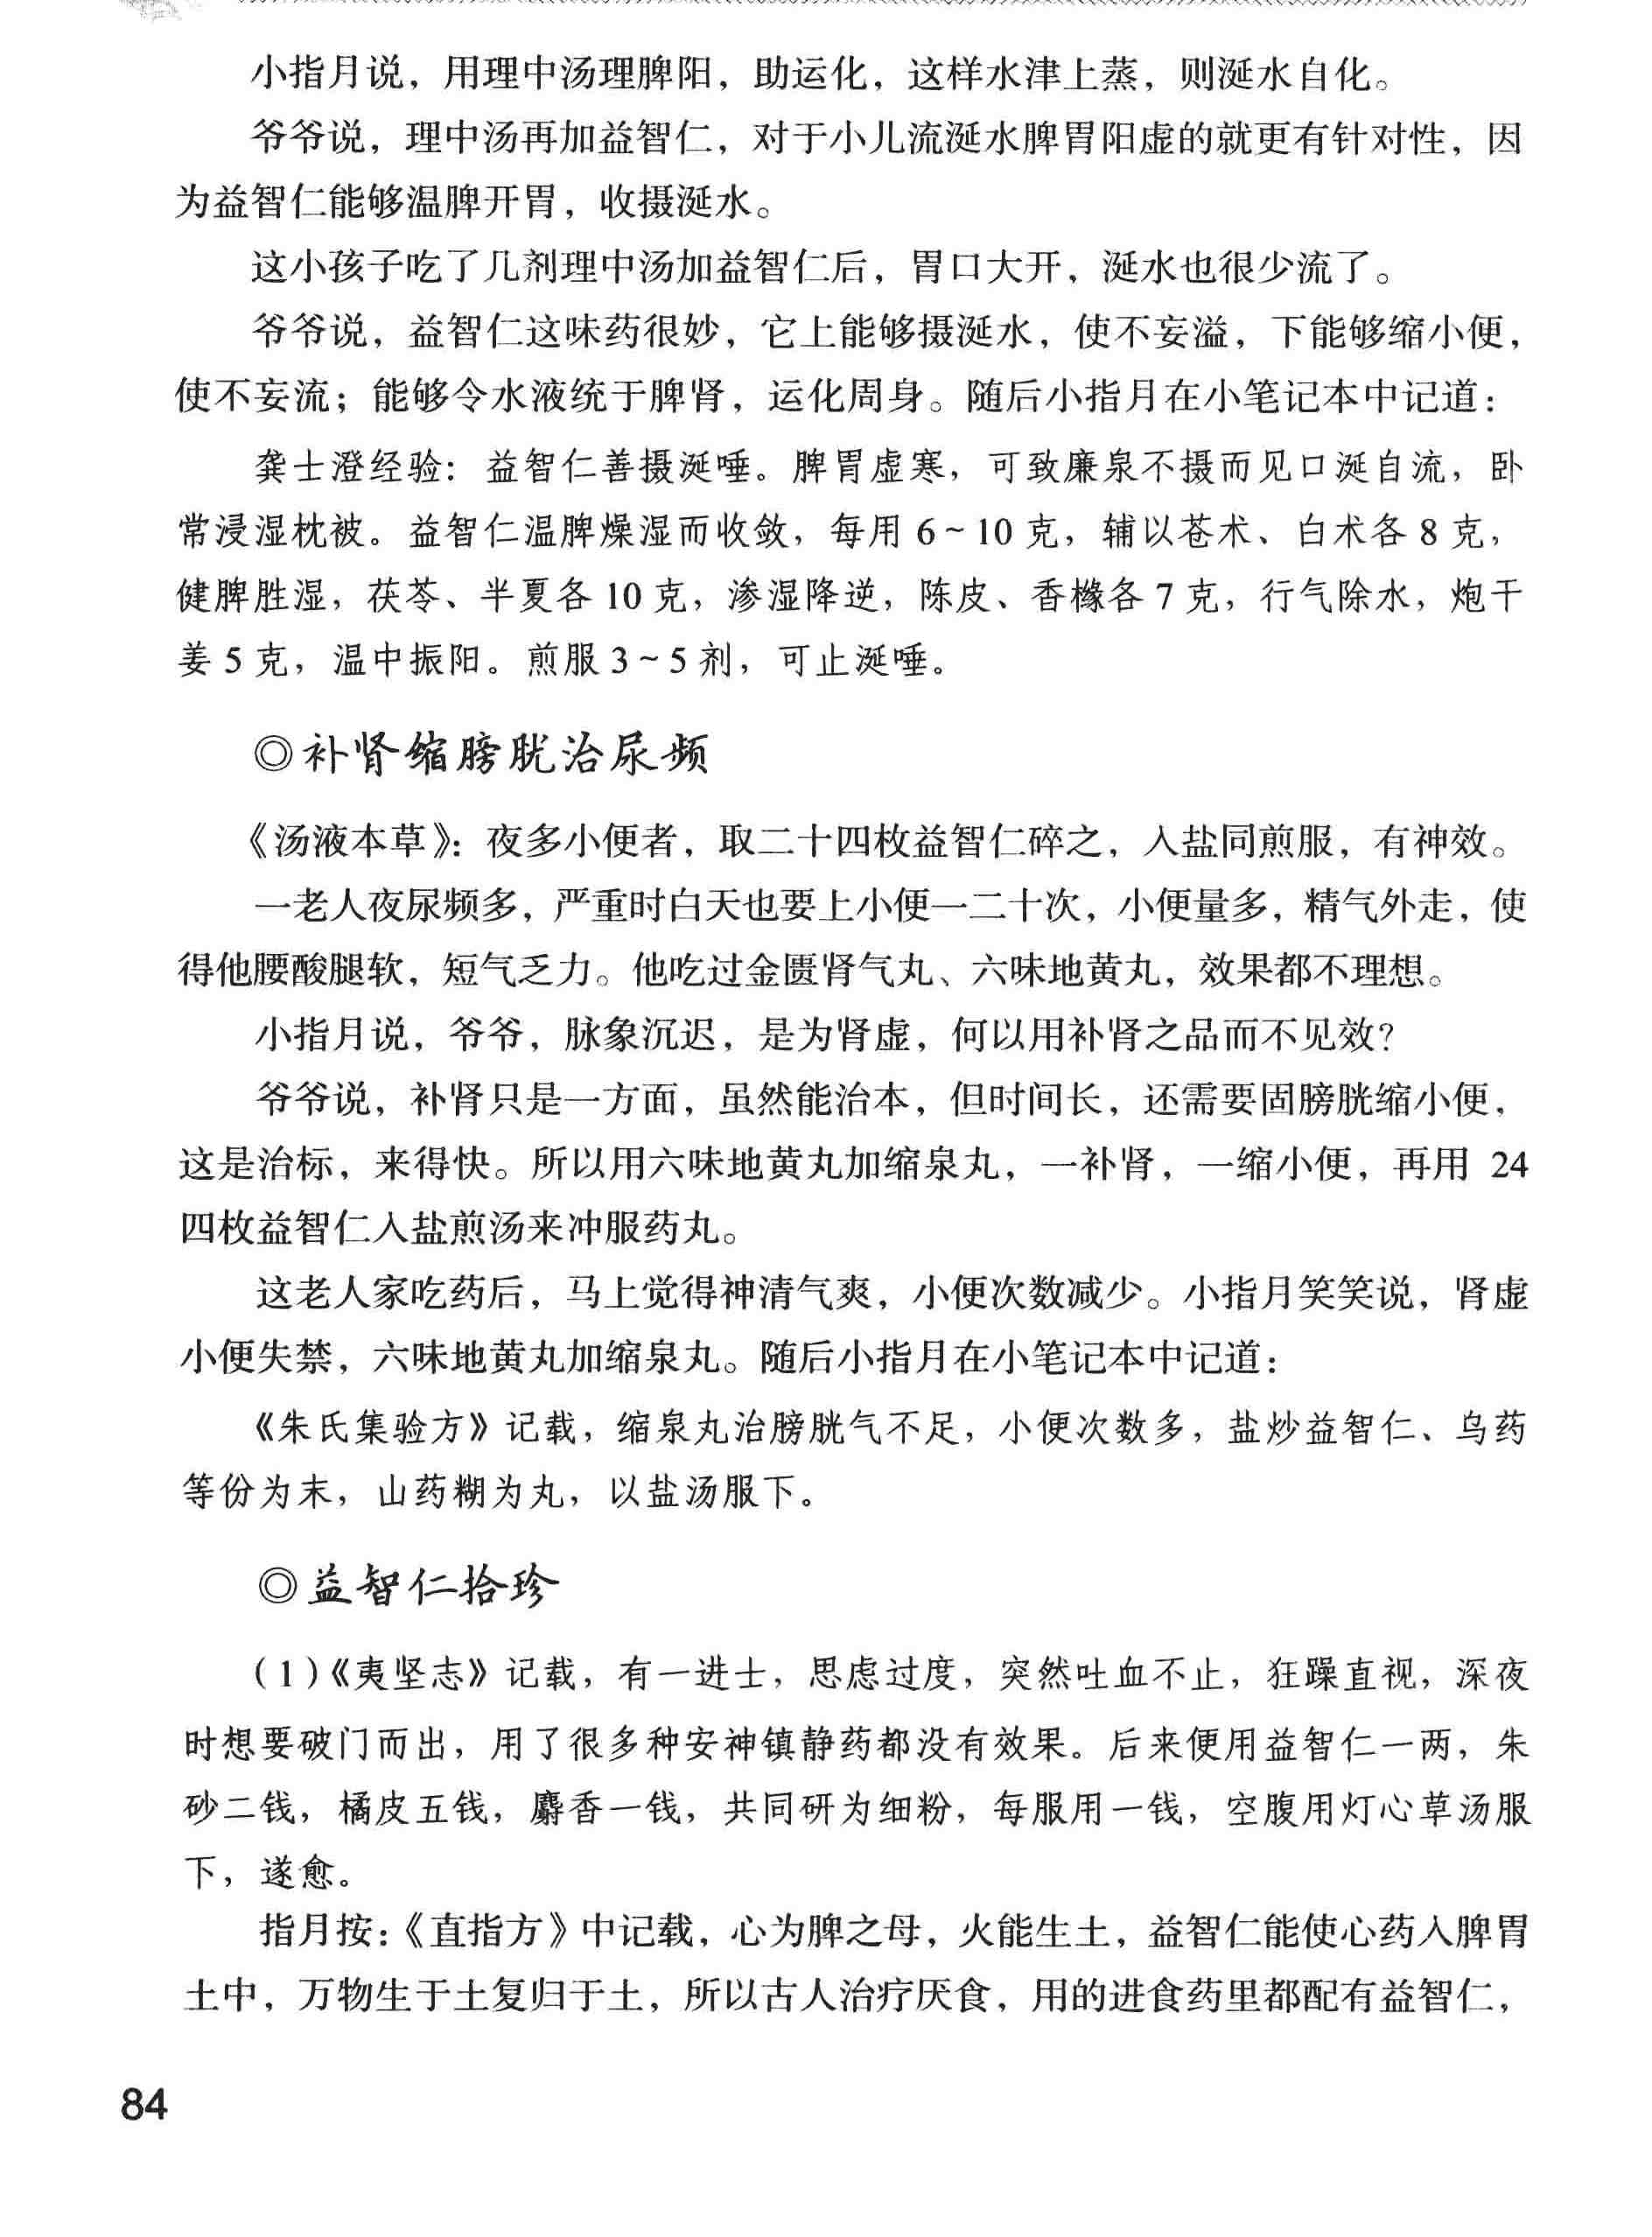 小指月说，用理中汤理脾阳，助运化，这样水津上蒸，则涎水自化。
爷爷说，理中汤再加益智仁，对于小儿流涎水脾胃阳虚的就更有针对性，因
为益智仁能够温脾开胃，收摄涎水。
这小孩子吃了几剂理中汤加益智仁后，胃口大开，涎水也很少流了。
爷爷说，益智仁这味药很妙，它上能够摄涎水，使不妄溢，下能够缩小便，
使不妄流；能够令水液统于脾肾，运化周身。随后小指月在小笔记本中记道：
龚士澄经验：益智仁善摄涎唾。脾胃虚寒，可致廉泉不摄而见口涎自流，卧
常浸湿枕被。益智仁温脾燥湿而收敛，每用 6～10 克，辅以苍术、白术各 8 克，
健脾胜湿，茯苓、半夏各 10 克，渗湿降逆，陈皮、香橼各 7 克，行气除水，炮干
姜 5 克，温中振阳。煎服 3～5 剂，可止涎唾。
◎补肾缩膀胱治尿频
《汤液本草》：夜多小便者，取二十四枚益智仁碎之，入盐同煎服，有神效。
一老人夜尿频多，严重时白天也要上小便一二十次，小便量多，精气外走，使
得他腰酸腿软，短气乏力。他吃过金匮肾气丸、六味地黄丸，效果都不理想。
小指月说，爷爷，脉象沉迟，是为肾虚，何以用补肾之品而不见效？
爷爷说，补肾只是一方面，虽然能治本，但时间长，还需要固膀胱缩小便，
这是治标，来得快。所以用六味地黄丸加缩泉丸，一补肾，一缩小便，再用 24
四枚益智仁入盐煎汤来冲服药丸。
这老人家吃药后，马上觉得神清气爽，小便次数减少。小指月笑笑说，肾虚
小便失禁，六味地黄丸加缩泉丸。随后小指月在小笔记本中记道：
《朱氏集验方》记载，缩泉丸治膀胱气不足，小便次数多，盐炒益智仁、乌药
等份为末，山药糊为丸，以盐汤服下。
◎益智仁拾珍
（1）《夷坚志》记载，有一进士，思虑过度，突然吐血不止，狂躁直视，深夜
时想要破门而出，用了很多种安神镇静药都没有效果。后来便用益智仁一两，朱
砂二钱，橘皮五钱，麝香一钱，共同研为细粉，每服用一钱，空腹用灯心草汤服
下，遂愈。
指月按：《直指方》中记载，心为脾之母，火能生土，益智仁能使心药入脾胃
土中，万物生于土复归于土，所以古人治疗厌食，用的进食药里都配有益智仁，
84